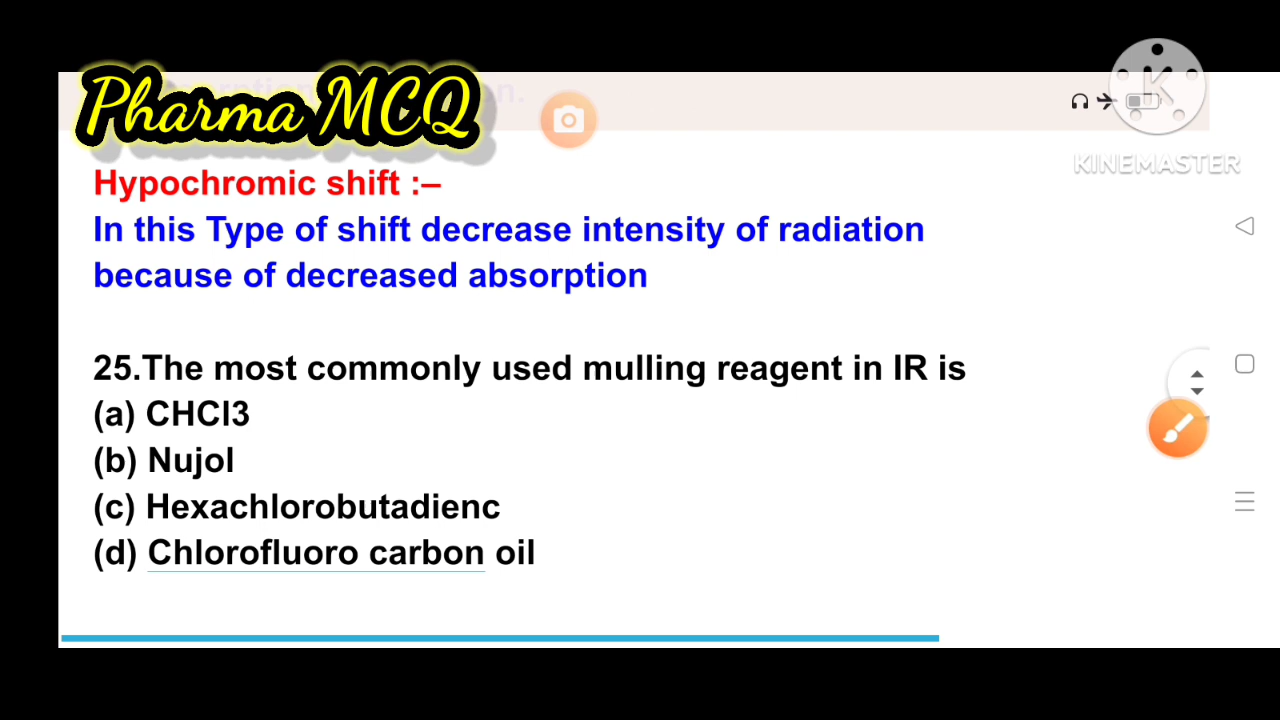 Pharma MCQ
KINEMASTER
Hypochromic shift :–
In this Type of shift decrease intensity of radiation
because of decreased absorption
25.The most commonly used mulling reagent in IR is
(a) CHCl3
(b) Nujol
(c) Hexachlorobutadienc
(d) Chlorofluoro carbon oil